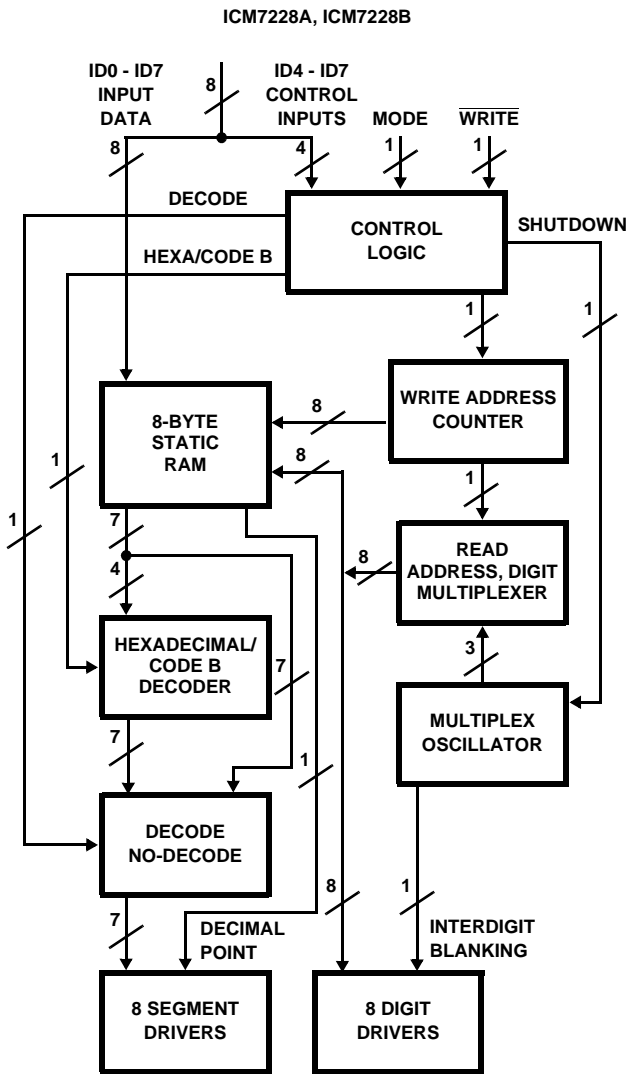 ICM7228A, ICM7228B
ID0 - ID7
INPUT
DATA
8
ID4 - ID7
CONTROL
INPUTS
MODE
WRITE
8
4
1
1
DECODE
CONTROL
LOGIC
SHUTDOWN
HEXA/CODE B
1
1
8-BYTE
STATIC
RAM
8
WRITE ADDRESS
COUNTER
8
1
1
1
7
4
8
READ
ADDRESS, DIGIT
MULTIPLEXER
HEXADECIMAL/
CODE B
DECODER
7
3
7
1
MULTIPLEX
OSCILLATOR
DECODE
NO-DECODE
8
1
7
DECIMAL
POINT
INTERDIGIT
BLANKING
8 SEGMENT
DRIVERS
8 DIGIT
DRIVERS